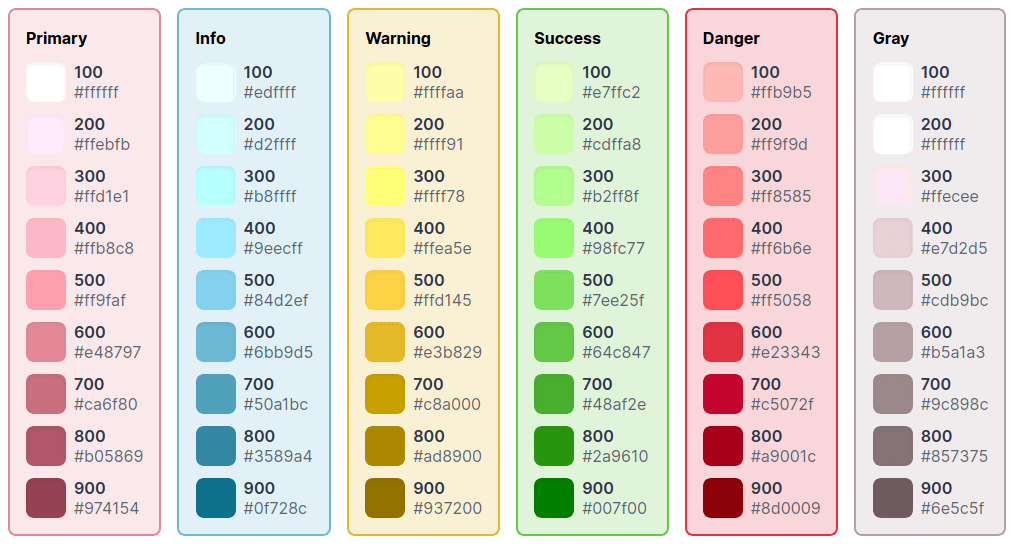 Primary
100
#ffffff
200
#ffebfb
300
#ffd1e1
400
#ffb8c8
500
#ff9faf
600
#e48797
700
#ca6f80
800
#b05869
900
#974154
Info
100
#edffff
200
#d2ffff
300
#b8ffff
400
#9eecff
500
#84d2ef
600
#6bb9d5
700
#50a1bc
800
#3589a4
900
#0f728c
Warning
100
#ffffaa
200
#ffff91
300
#ffff78
400
#ffea5e
500
#ffd145
600
#e3b829
700
#c8a000
800
#ad8900
900
#937200
Success
100
#e7ffc2
200
#cdffa8
300
#b2ff8f
400
#98fc77
500
#7ee25f
600
#64c847
700
#48af2e
800
#2a9610
900
#007f00
Danger
100
#ffb9b5
200
#ff9f9d
300
#ff8585
400
#ff6b6e
500
#ff5058
600
#e23343
700
#c5072f
800
#a9001c
900
#8d0009
Gray
100
#ffffff
200
#ffffff
300
#ffecee
400
#e7d2d5
500
#cdb9bc
600
#b5a1a3
700
#9c898c
800
#857375
900
#6e5c5f